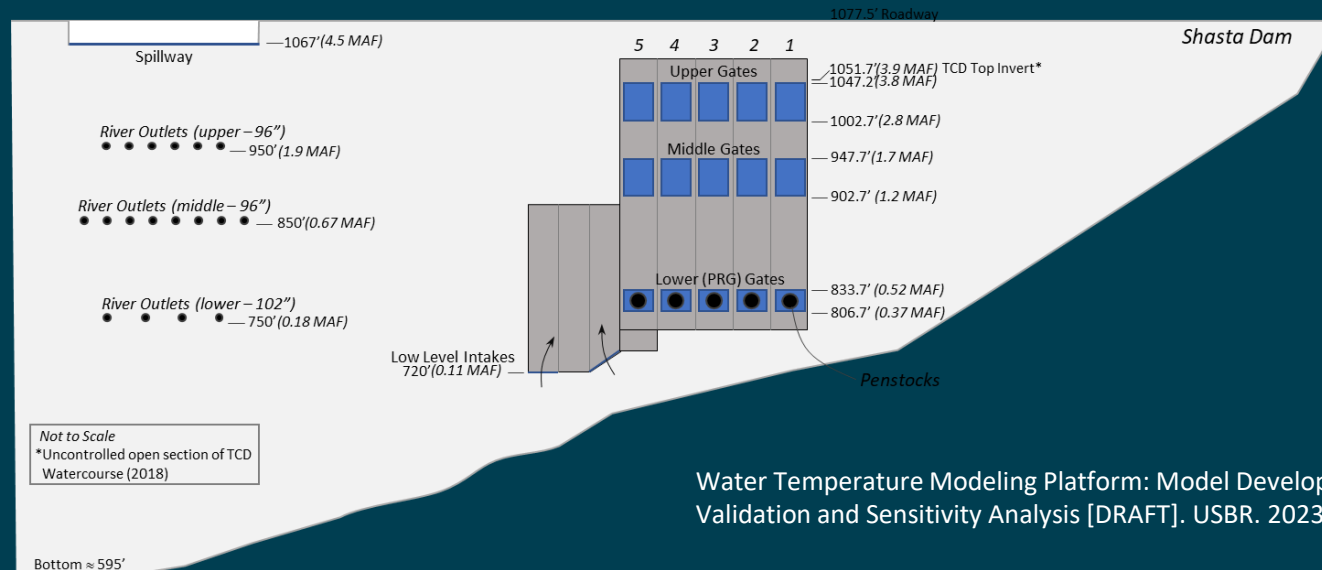 1077.5' Roadway
Shasta Dam
1067'(4.5 MAF)
Spillway
5 4 3 2 1
Upper Gates
1051.7'(3.9 MAF) TCD Top Invert*
1047.2'(3.8 MAF)
1002.7'(2.8 MAF)
River Outlets (upper – 96")
950'(1.9 MAF)
Middle Gates
947.7'(1.7 MAF)
902.7' (1.2 MAF)
River Outlets (middle – 96")
850'(0.67 MAF)
Lower (PRG) Gates
833.7' (0.52 MAF)
806.7' (0.37 MAF)
River Outlets (lower – 102")
750'(0.18 MAF)
Low Level Intakes
720'(0.11 MAF)
Penstocks
Not to Scale
*Uncontrolled open section of TCD
Watercourse (2018)
Water Temperature Modeling Platform: Model Develop
Validation and Sensitivity Analysis [DRAFT]. USBR. 2023
Bottom ≈ 595'